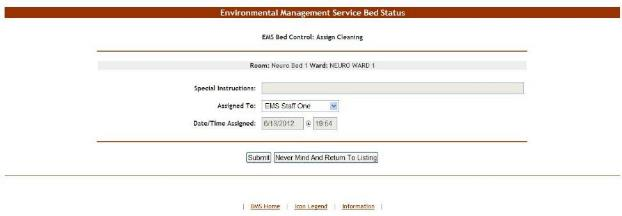 Environmental Management Service Bed Status
EMS Bed Control: Assign Cleaning
Room: Neuro Bed 1 Ward: NEURO WARD 1
Special Instructions:
Assigned To: EMS Staff One
Date/Time Assigned: 6/13/2012 @ 19:54
Submit Never Mind And Return To Listing
| BMS Home | Icon Legend | Information |